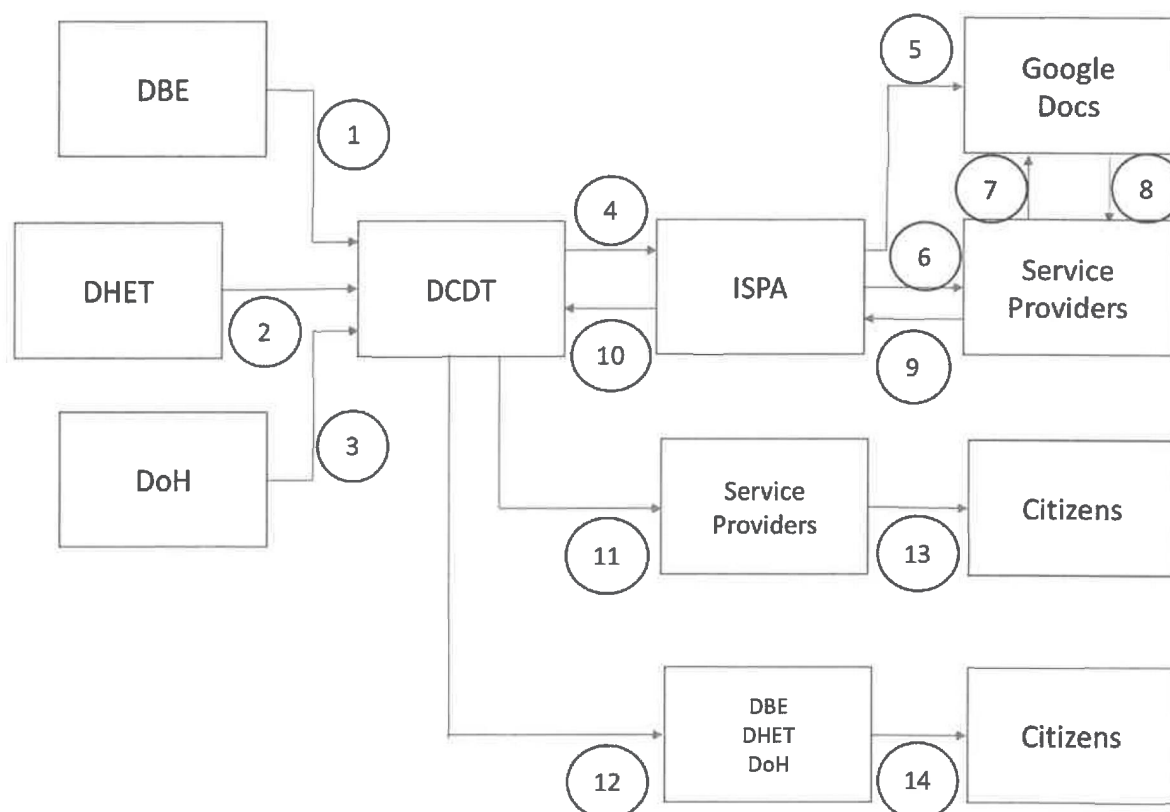 DBE
1
DHET
2
DoH
3
DCDT
4
10
ISPA
5
6
9
Google
Docs
7
8
Service
Providers
11
Service
Providers
13
Citizens
12
DBE
DHET
DoH
14
Citizens